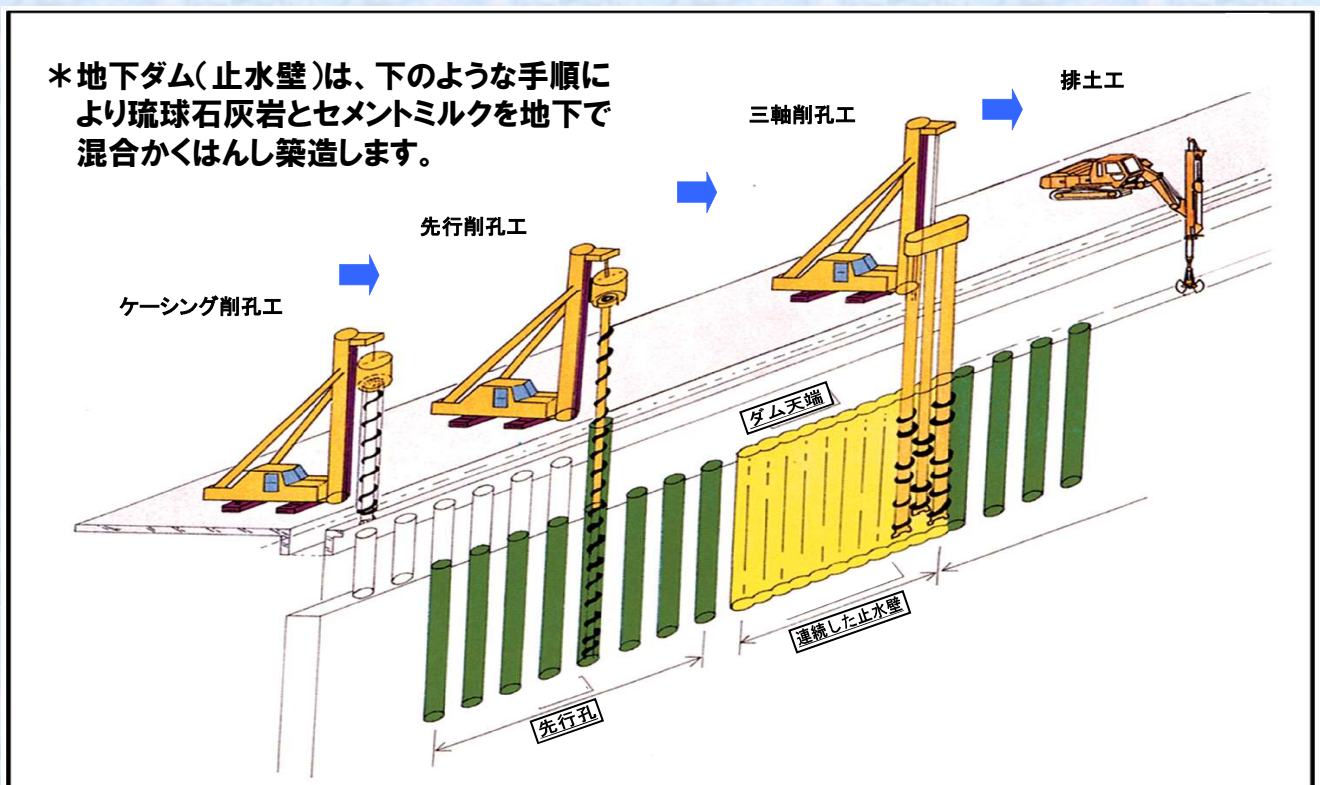 ＊地下ダム(止水壁)は、下のような手順に
より琉球石灰岩とセメントミルクを地下で
混合かくはんし築造します。
排土工
三軸削孔工
先行削孔工
ケーシング削孔工
ダム天端
連続した止水壁
先行孔